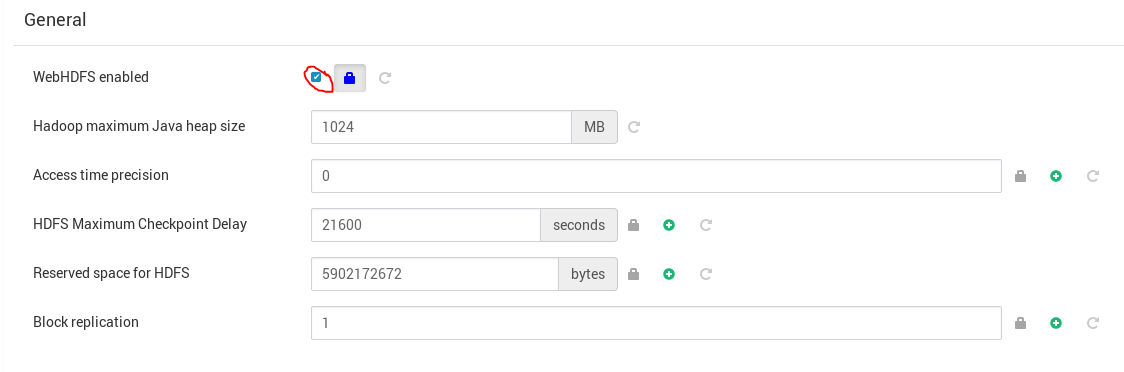 General
WebHDFS enabled
Hadoop maximum Java heap size 1024 MB
Access time precision 0
HDFS Maximum Checkpoint Delay 21600 seconds
Reserved space for HDFS 5902172672 bytes
Block replication 1